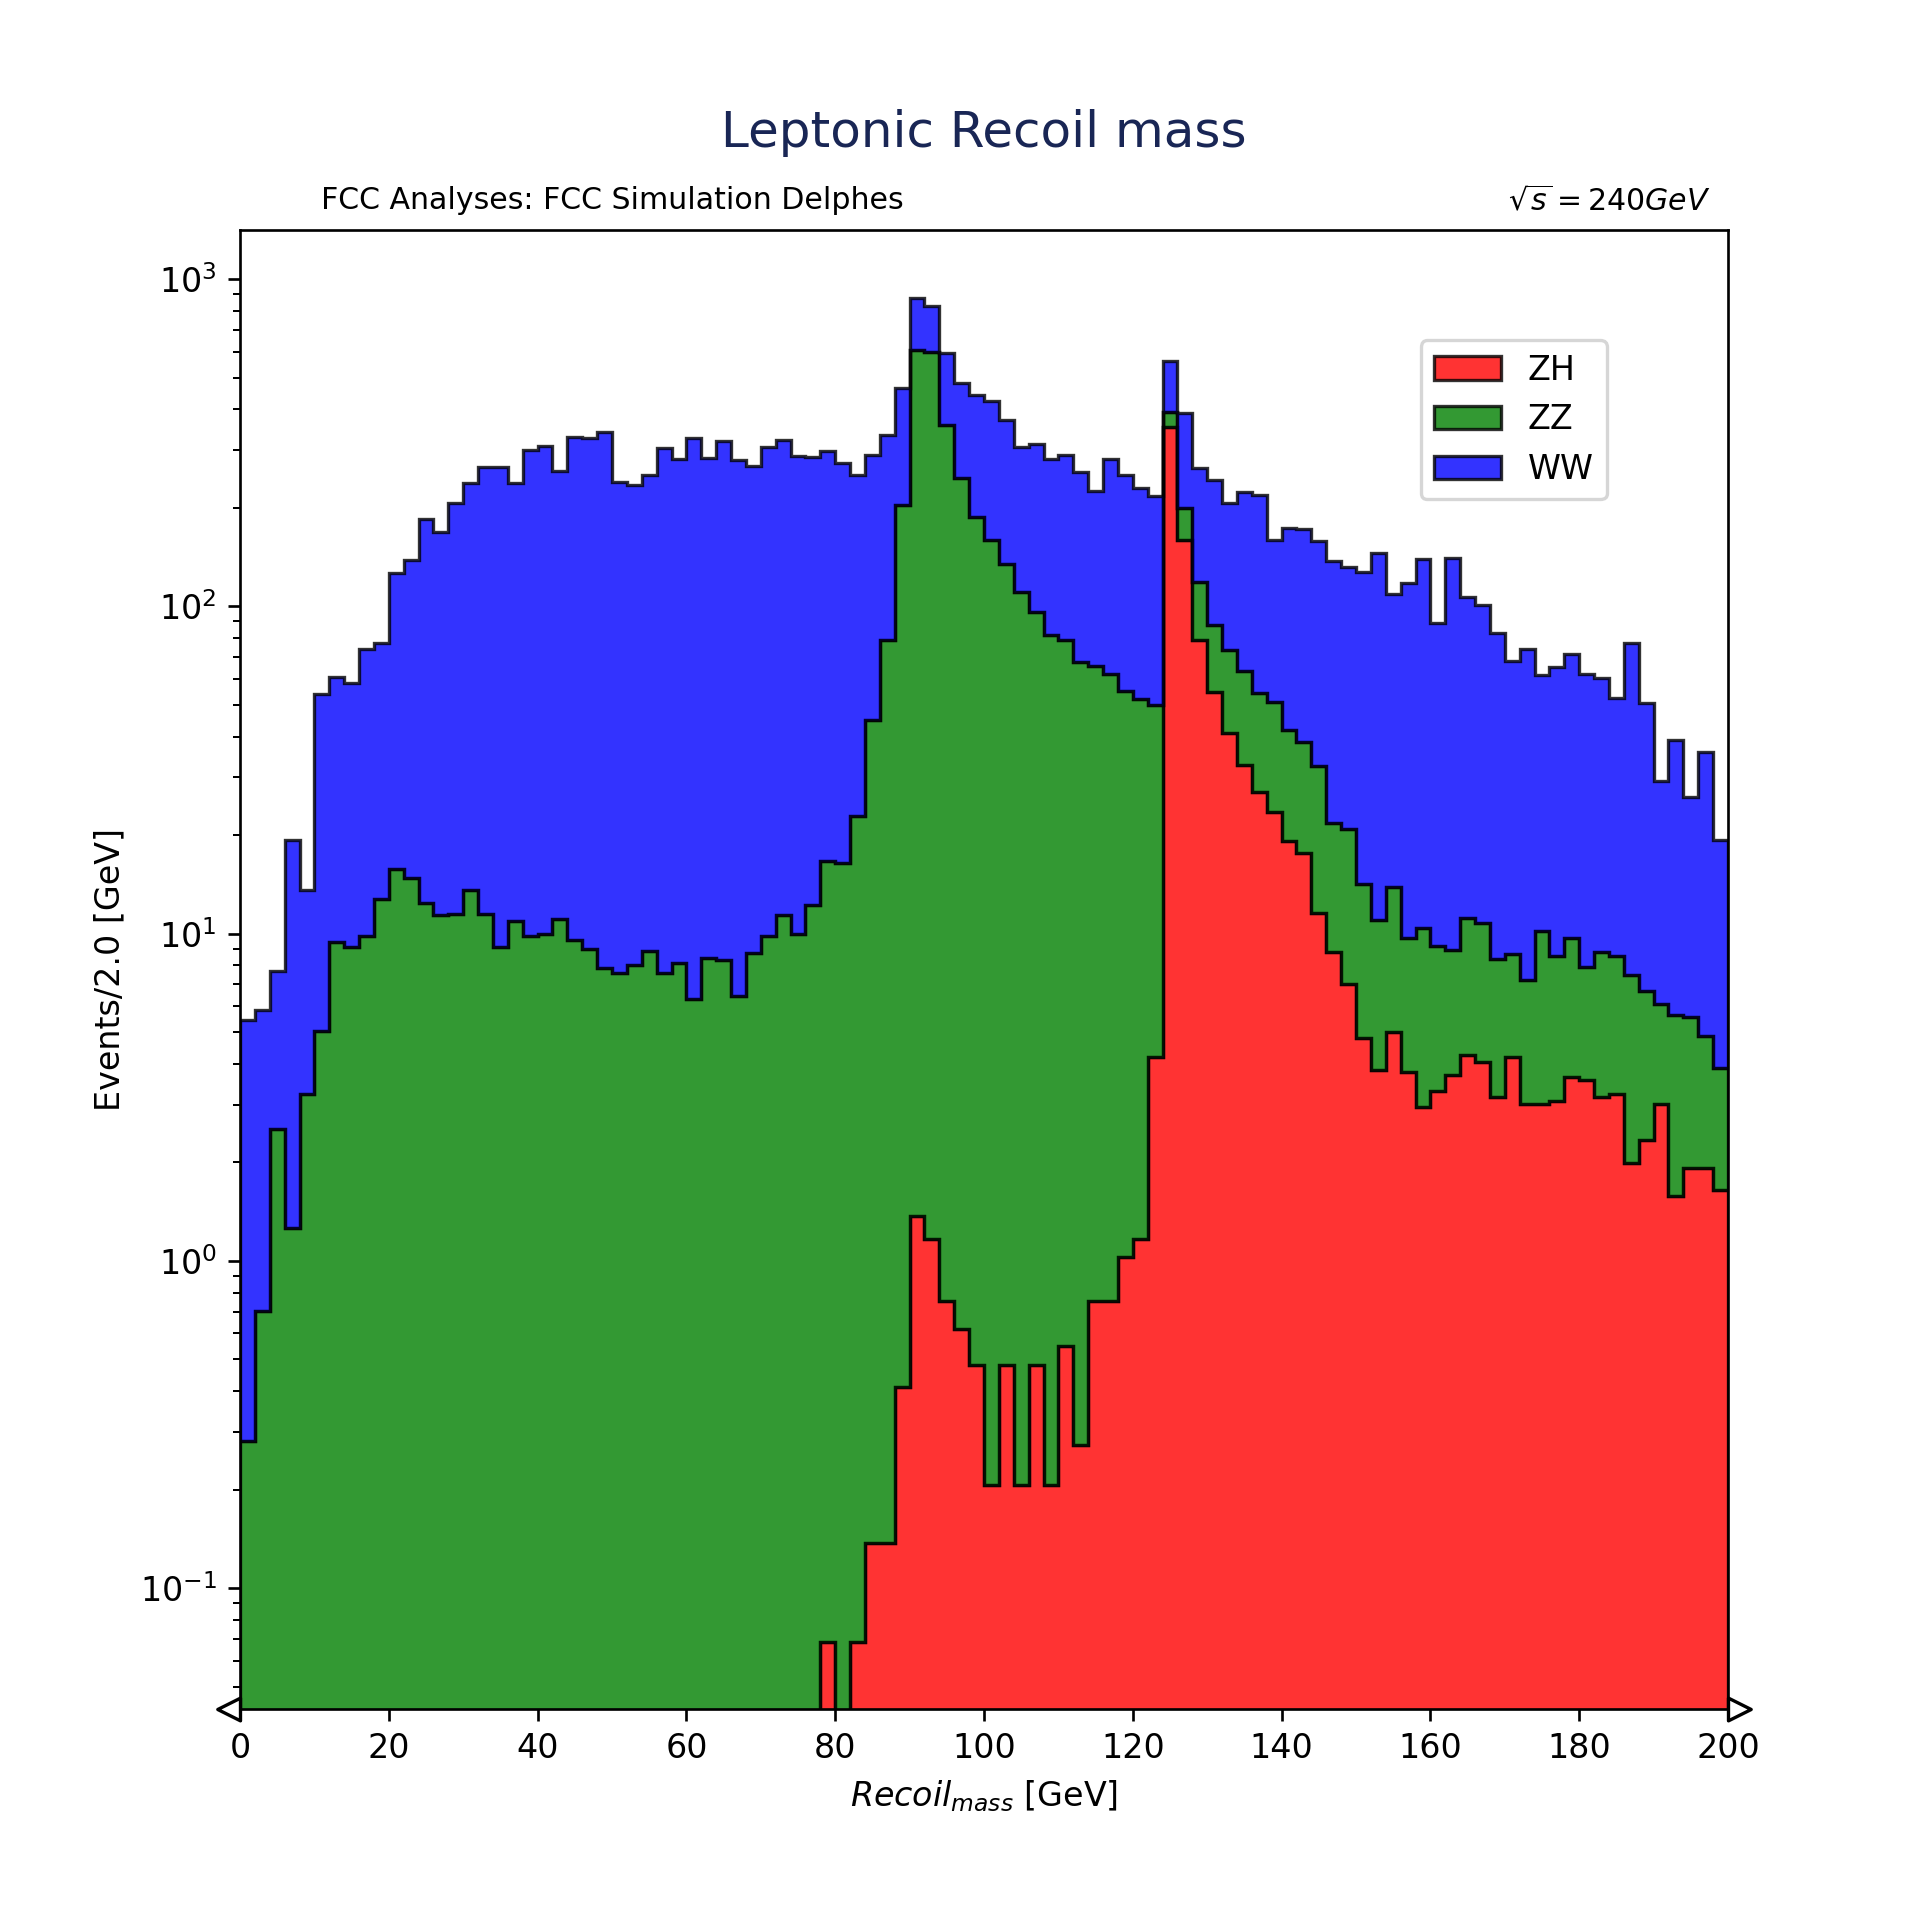 Leptonic Recoil mass
FCC Analyses: FCC Simulation Delphes
√s = 240GeV
ZH
ZZ
WW
Events/2.0 [GeV]
10³
10²
10¹
10⁰
10⁻¹
0 20 40 60 80 100 120 140 160 180 200
Recoilmass [GeV]